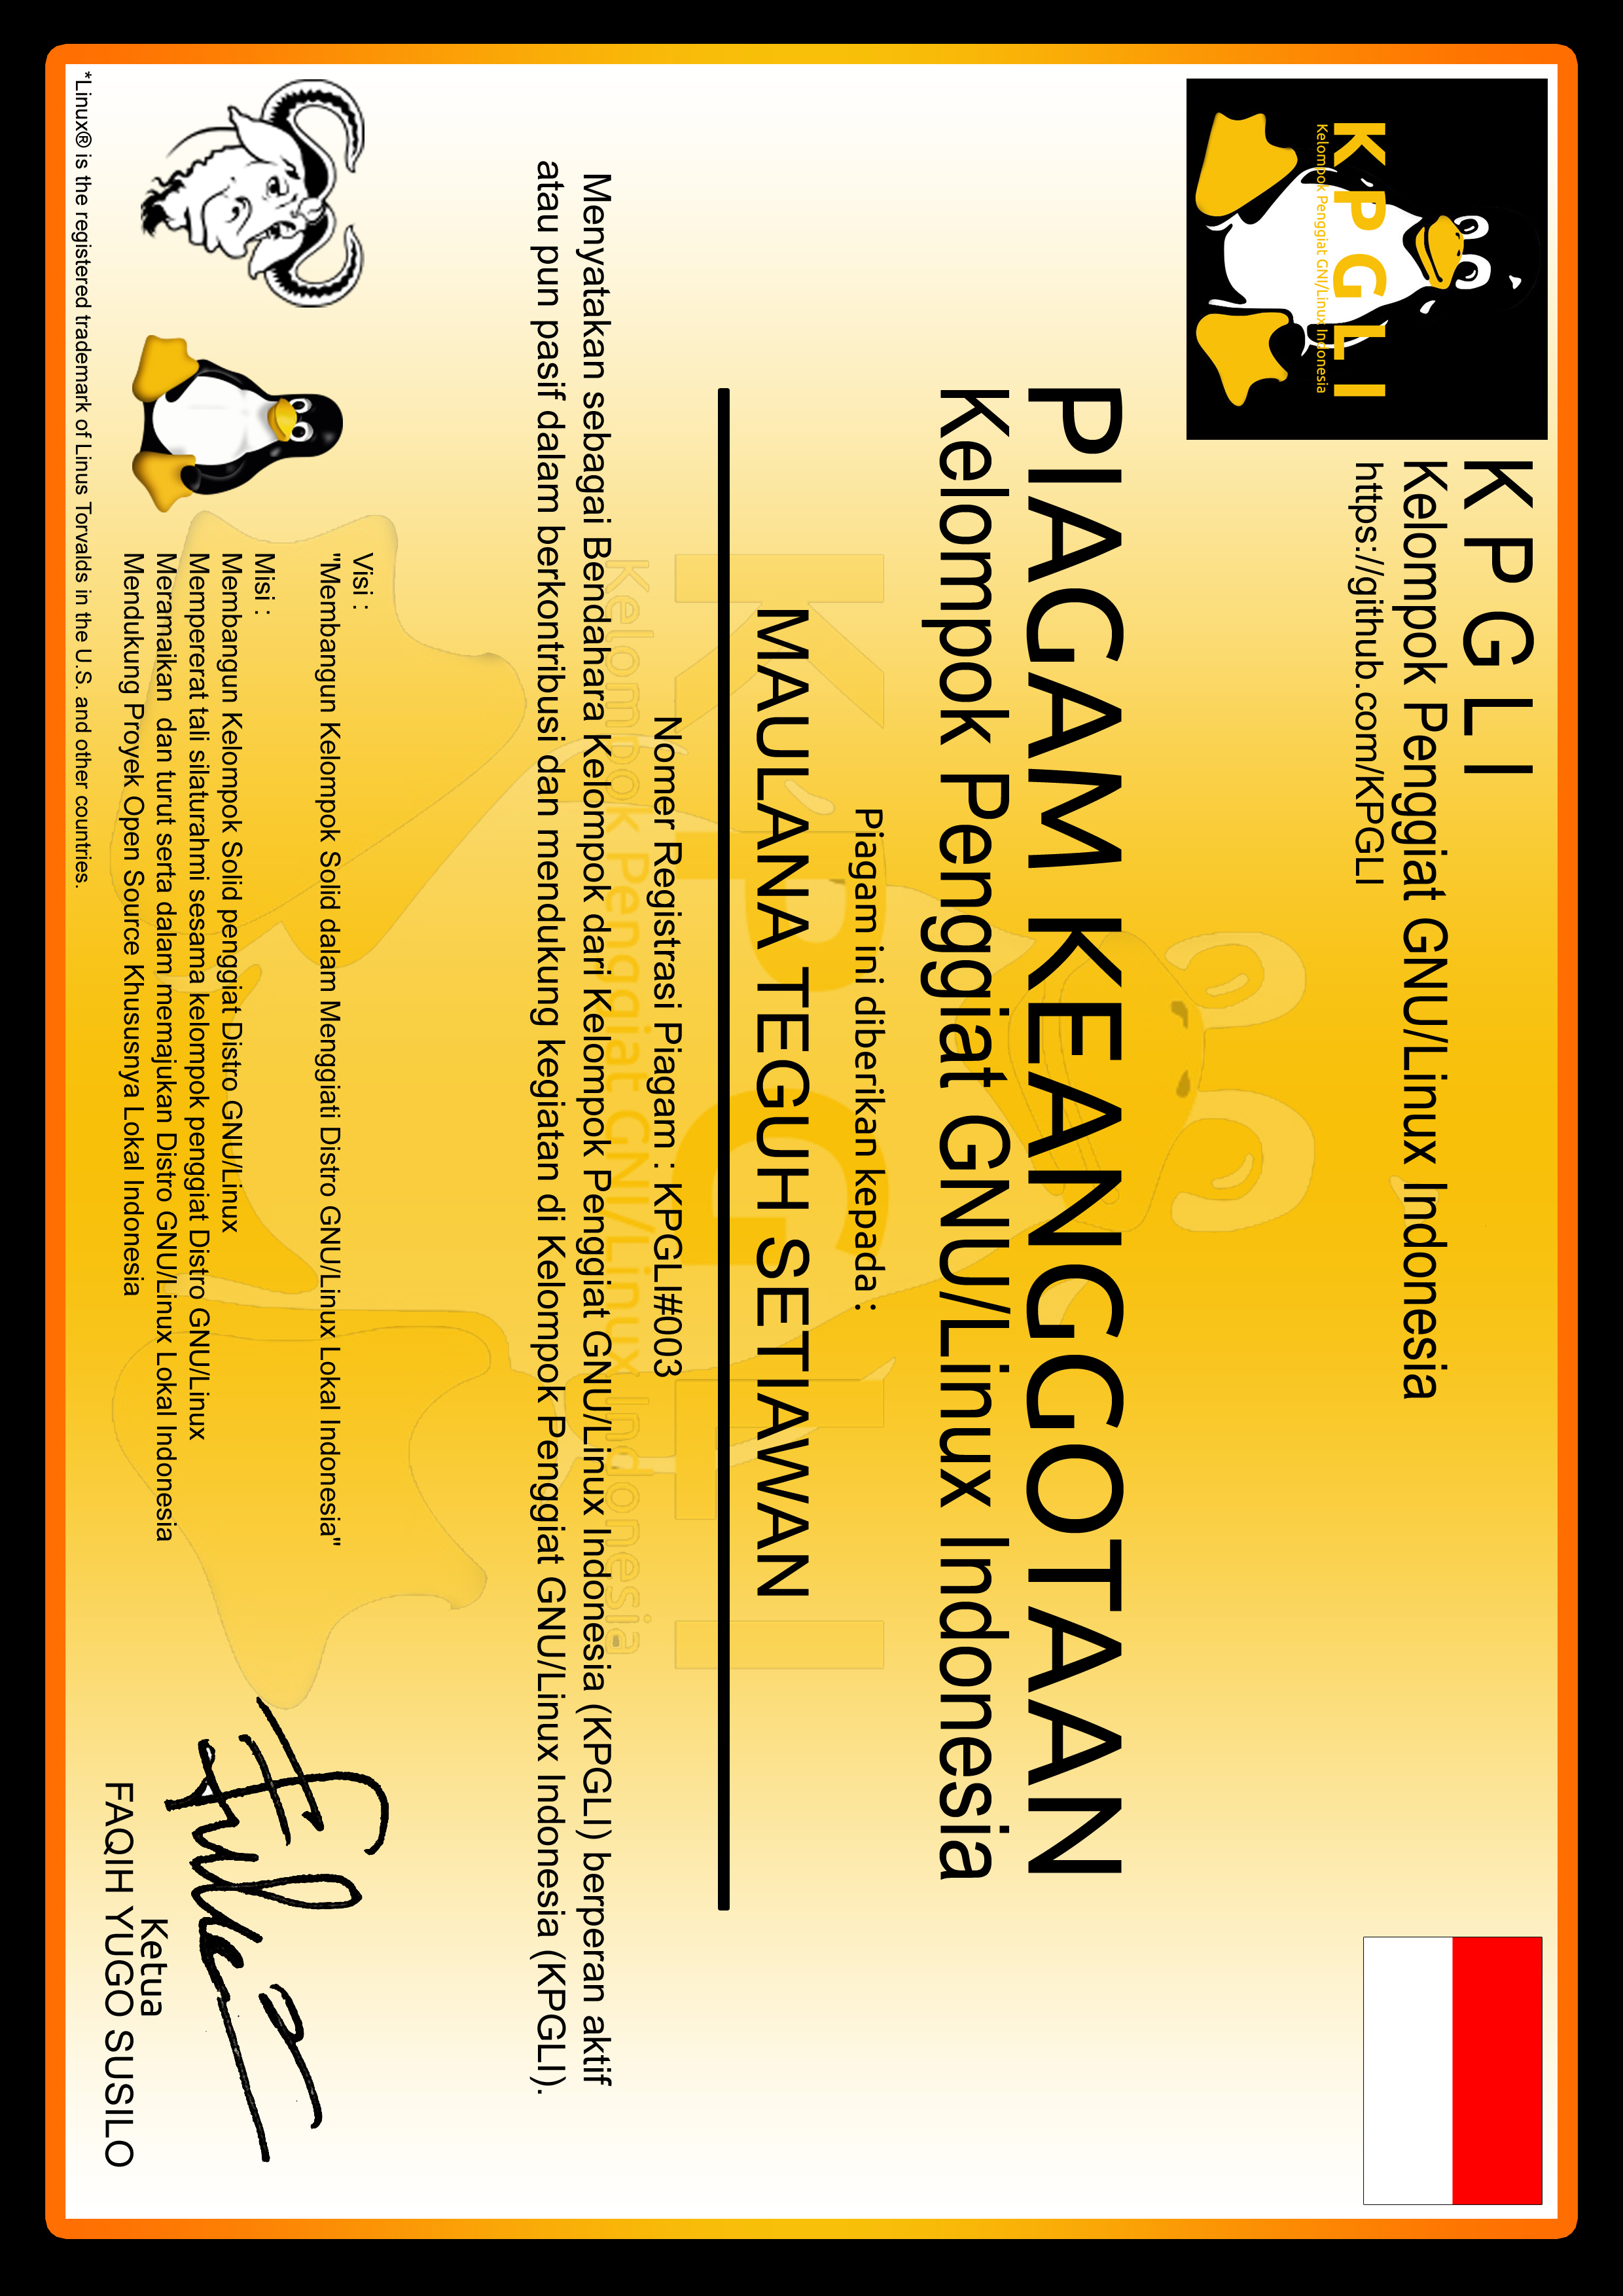 K P G L I
Kelompok Penggiat GNU/Linux Indonesia
https://github.com/KPGLI
K P G L I
Kelompok Penggiat GNI/Linux Indonesia
PIAGAM KEANGGOTAAN
Kelompok Penggiat GNU/Linux Indonesia
Piagam ini diberikan kepada :
MAULANA TEGUH SETIAWAN
K P G L I
Nomer Registrasi Piagam : KPGLI#003
Kelompok Penggiat GNI/Linux Indonesia
Menyatakan sebagai Bendahara Kelompok dari Kelompok Penggiat GNU/Linux Indonesia (KPGLI) berperan aktif
atau pun pasif dalam berkontribusi dan mendukung kegiatan di Kelompok Penggiat GNU/Linux Indonesia (KPGLI).
Visi :
"Membangun Kelompok Solid dalam Menggiati Distro GNU/Linux Lokal Indonesia"
Misi :
Membangun Kelompok Solid penggiat Distro GNU/Linux
Mempererat tali silaturahmi sesama kelompok penggiat Distro GNU/Linux
Meramaikan  dan turut serta dalam memajukan Distro GNU/Linux Lokal Indonesia
Mendukung Proyek Open Source Khususnya Lokal Indonesia
Ketua
FAQIH YUGO SUSILO
*Linux® is the registered trademark of Linus Torvalds in the U.S. and other countries.